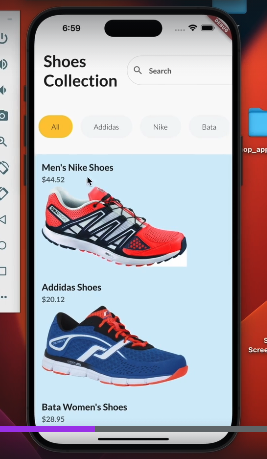 6:59
DEBUG
Shoes
Collection
Search
All
Addidas
Nike
Bata
Men's Nike Shoes
$44.52
Addidas Shoes
$20.12
Bata Women's Shoes
$28.95
op_app
S
Scree